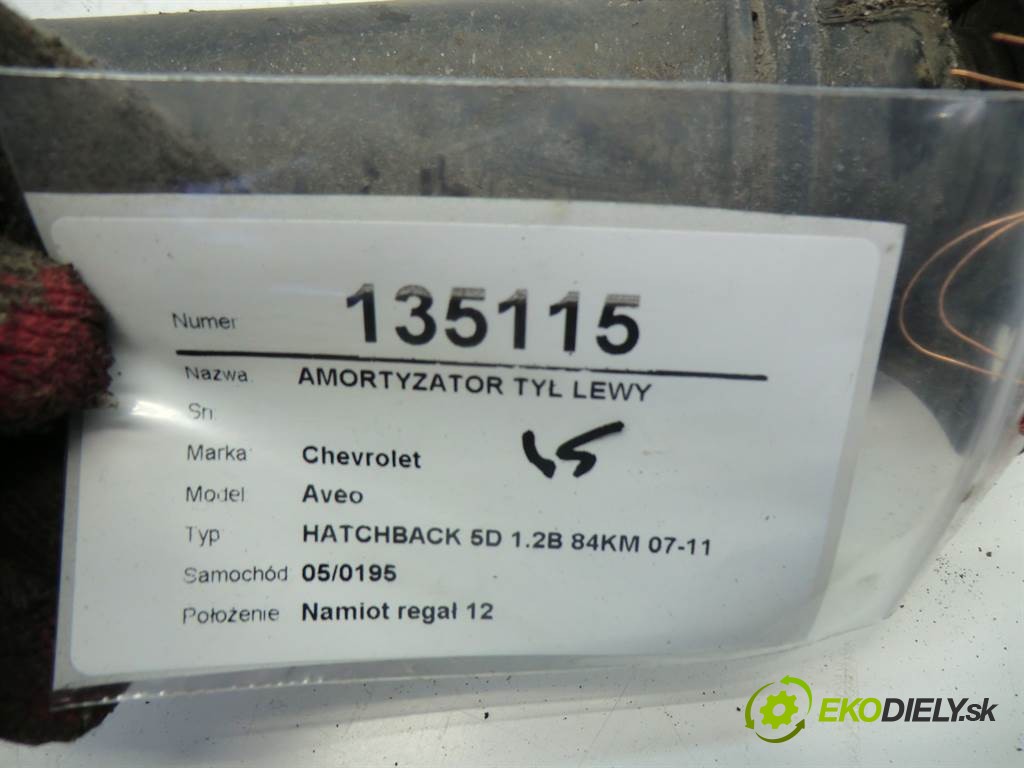 Numer 135115
Nazwa AMORTYZATOR TYŁ LEWY
Sn
Marka Chevrolet
Model Aveo
Typ HATCHBACK 5D 1.2B 84KM 07-11
Samochód 05/0195
Położenie Namiot regał 12
EKODIELY.sk